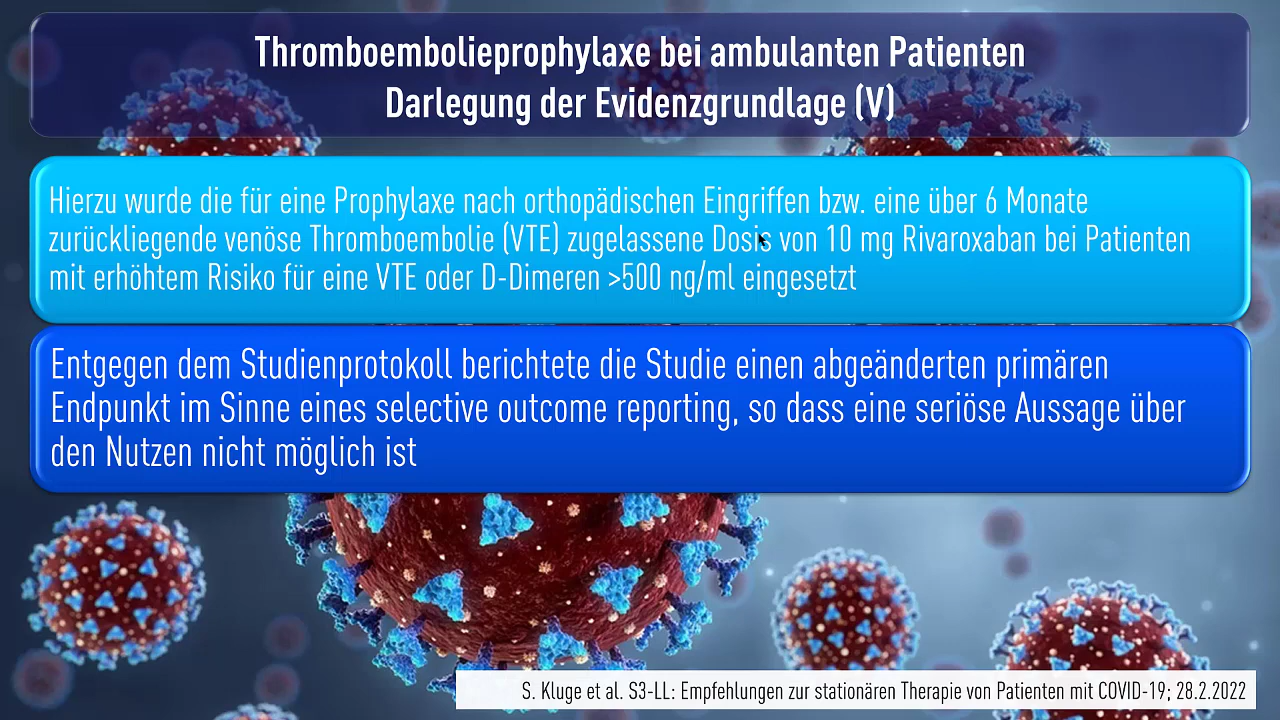 Thromboembolieprophylaxe bei ambulanten Patienten
Darlegung der Evidenzgrundlage (V)
Hierzu wurde die für eine Prophylaxe nach orthopädischen Eingriffen bzw. eine über 6 Monate
zurückliegende venöse Thromboembolie (VTE) zugelassene Dosis von 10 mg Rivaroxaban bei Patienten
mit erhöhtem Risiko für eine VTE oder D-Dimeren >500 ng/ml eingesetzt
Entgegen dem Studienprotokoll berichtete die Studie einen abgeänderten primären
Endpunkt im Sinne eines selective outcome reporting, so dass eine seriöse Aussage über
den Nutzen nicht möglich ist
S. Kluge et al. S3-LL: Empfehlungen zur stationären Therapie von Patienten mit COVID-19; 28.2.2022